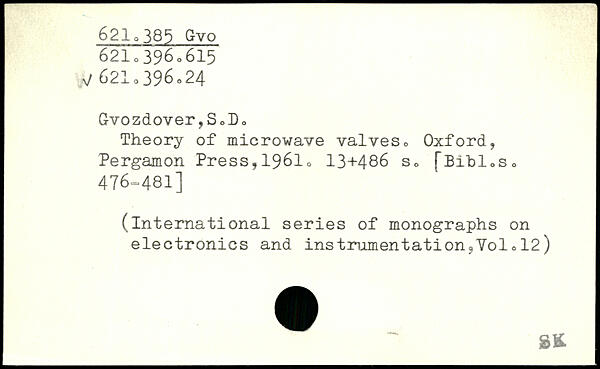 621.385 Gvo
621.396.615
W 621.396.24
Gvozdover,S.D.
Theory of microwave valves. Oxford,
Pergamon Press,1961. 13+486 s. [Bibl.s.
476-481]
(International series of monographs on
electronics and instrumentation,Vol.12)
SK